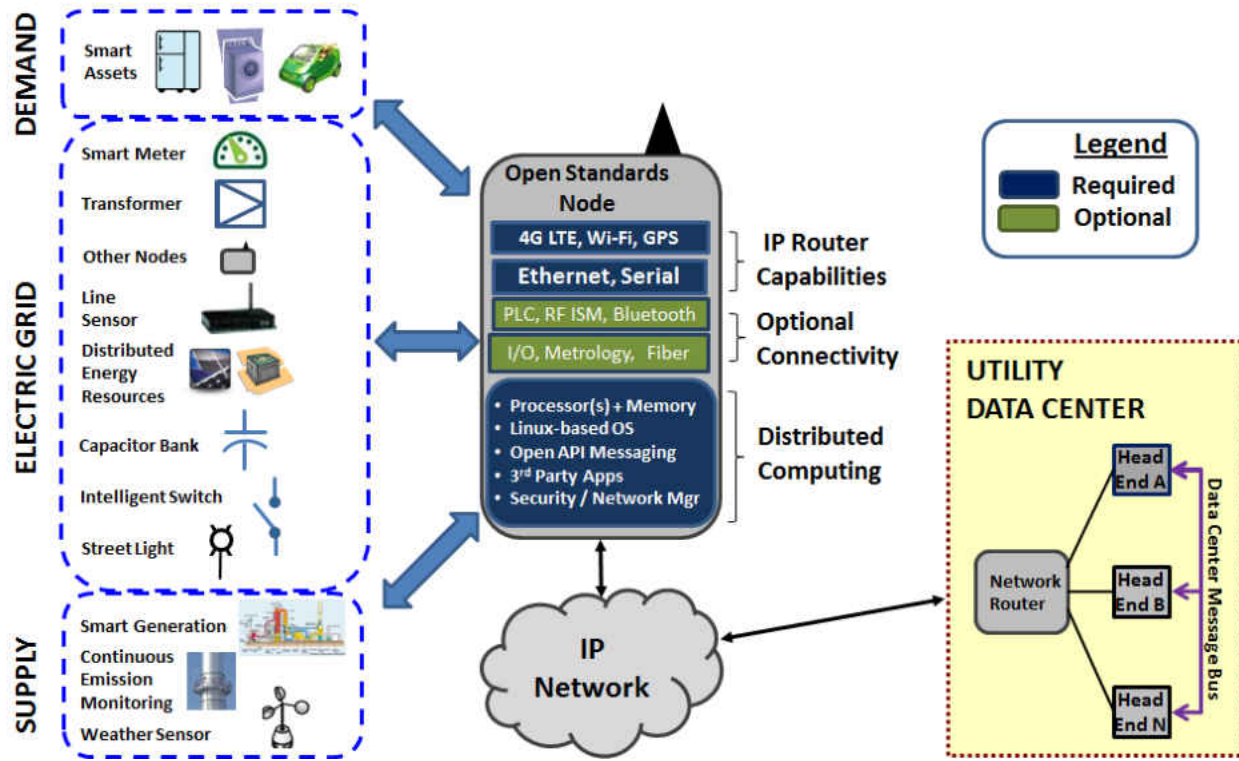 DEMAND
Smart
Assets
ELECTRIC GRID
Smart Meter
Transformer
Other Nodes
Line
Sensor
Distributed
Energy
Resources
Capacitor Bank
Intelligent Switch
Street Light
SUPPLY
Smart Generation
Continuous
Emission
Monitoring
Weather Sensor
Open Standards
Node
4G LTE, Wi-Fi, GPS
Ethernet, Serial
PLC, RF ISM, Bluetooth
I/O, Metrology, Fiber
• Processor(s) + Memory
• Linux-based OS
• Open API Messaging
• 3rd Party Apps
• Security / Network Mgr
IP Router
Capabilities
Optional
Connectivity
Distributed
Computing
IP
Network
Legend
Required
Optional
UTILITY
DATA CENTER
Network
Router
Head
End A
Head
End B
Head
End N
Data Center Message Bus